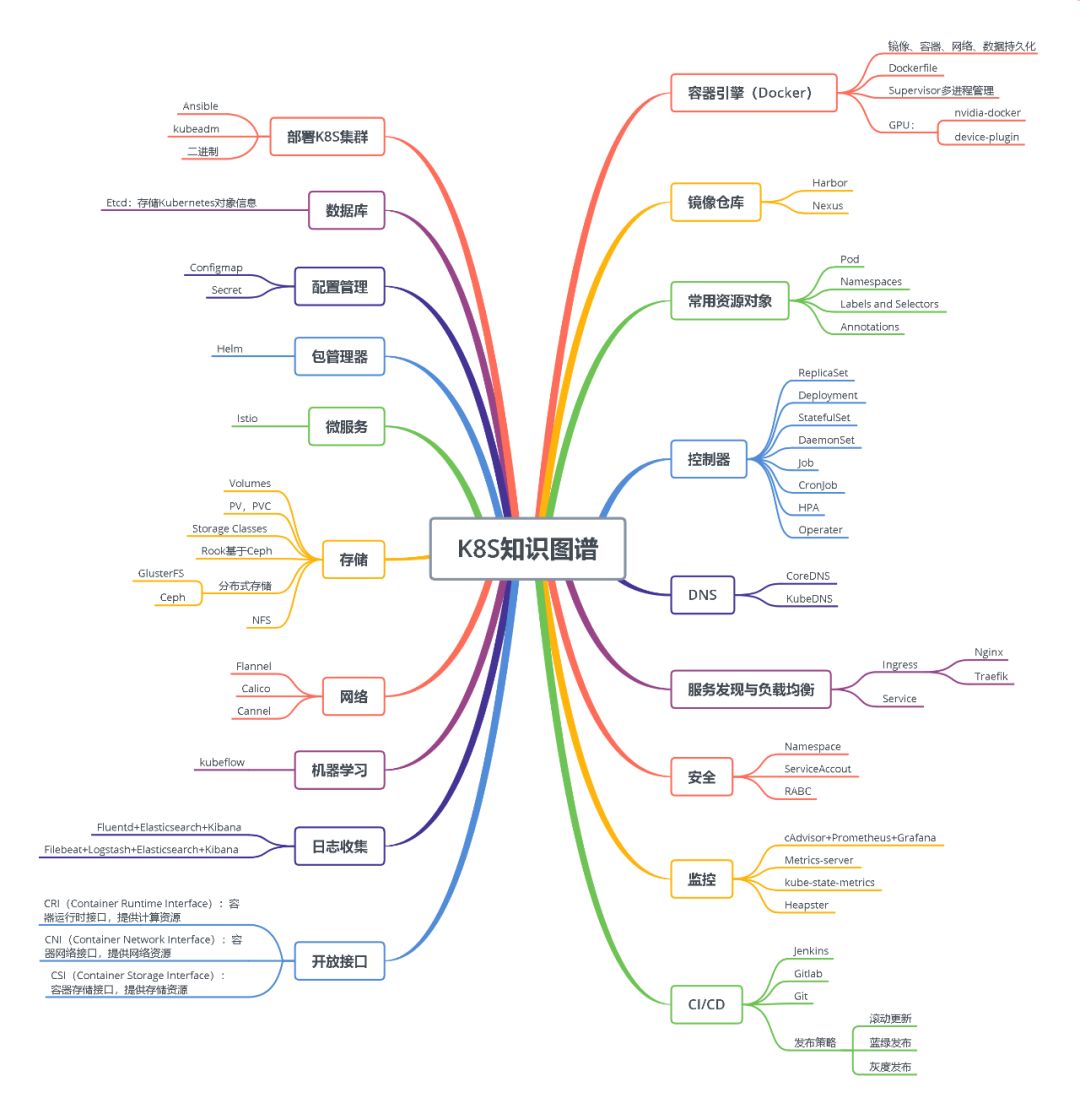 K8S知识图谱
容器引擎（Docker）
镜像、容器、网络、数据持久化
Dockerfile
Supervisor多进程管理
GPU：
nvidia-docker
device-plugin
镜像仓库
Harbor
Nexus
常用资源对象
Pod
Namespaces
Labels and Selectors
Annotations
控制器
ReplicaSet
Deployment
StatefulSet
DaemonSet
Job
CronJob
HPA
Operater
DNS
CoreDNS
KubeDNS
服务发现与负载均衡
Ingress
Nginx
Traefik
Service
安全
Namespace
ServiceAccout
RABC
监控
cAdvisor+Prometheus+Grafana
Metrics-server
kube-state-metrics
Heapster
CI/CD
Jenkins
Gitlab
Git
发布策略
滚动更新
蓝绿发布
灰度发布
部署K8S集群
Ansible
kubeadm
二进制
数据库
Etcd：存储Kubernetes对象信息
配置管理
Configmap
Secret
包管理器
Helm
微服务
Istio
存储
Volumes
PV，PVC
Storage Classes
Rook基于Ceph
分布式存储
GlusterFS
Ceph
NFS
网络
Flannel
Calico
Cannel
机器学习
kubeflow
日志收集
Fluentd+Elasticsearch+Kibana
Filebeat+Logstash+Elasticsearch+Kibana
开放接口
CRI（Container Runtime Interface）：容
器运行时接口，提供计算资源
CNI（Container Network Interface）：容
器网络接口，提供网络资源
CSI（Container Storage Interface）：
容器存储接口，提供存储资源